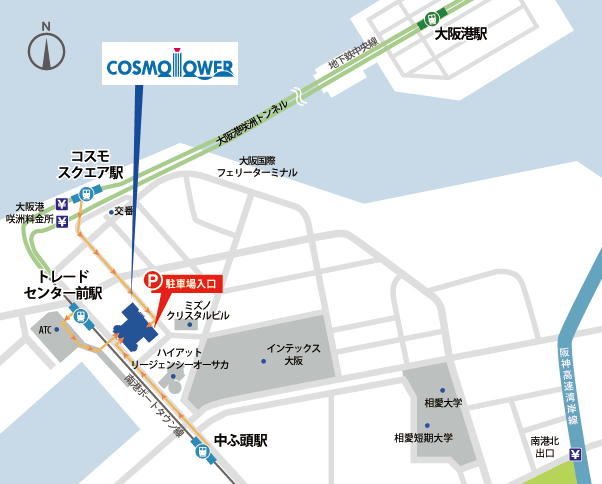 N
COSMOTOWER
大阪港駅
地下鉄中央線
大阪港咲洲トンネル
コスモ
スクエア駅
大阪国際
フェリーターミナル
大阪港
咲洲料金所
¥
¥
交番
トレード
センター前駅
P
駐車場入口
ミズノ
クリスタルビル
ATC
ハイアット
リージェンシーオーサカ
インテックス
大阪
阪神高速湾岸線
南港ポートタウン線
相愛大学
相愛短期大学
中ふ頭駅
南港北
出口
¥